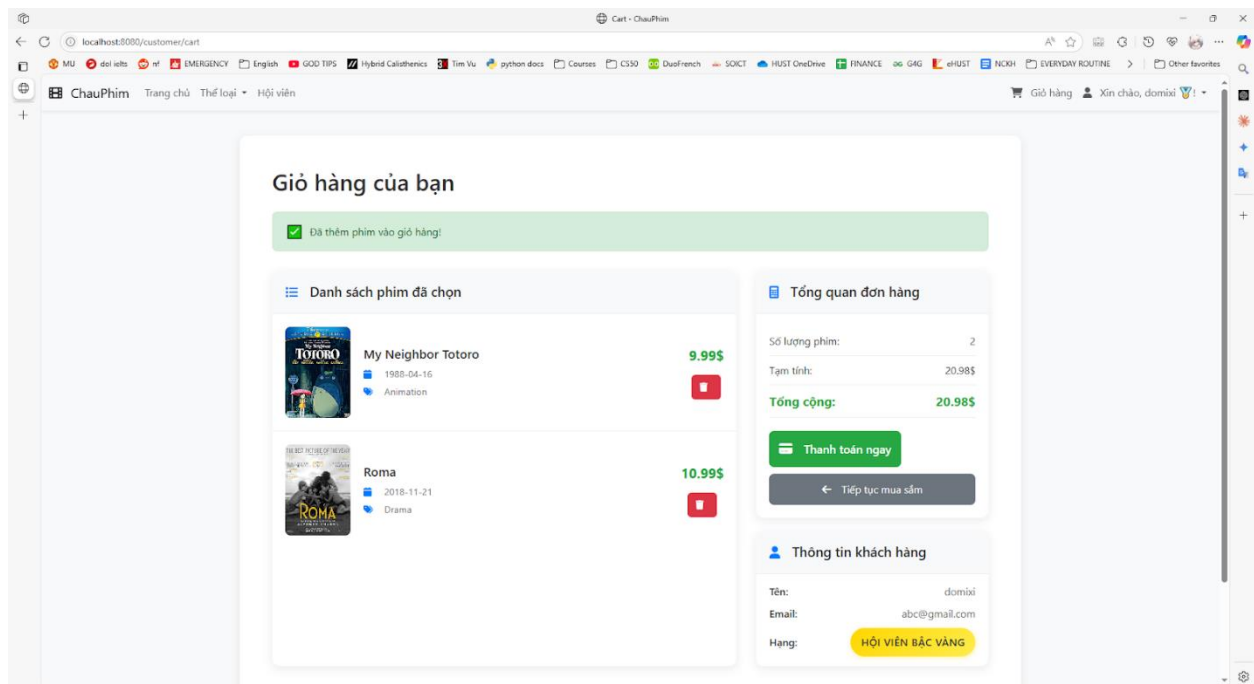 Cart - ChauPhim
localhost:8080/customer/cart
MU
dol ielts
n!
EMERGENCY
English
GOD TIPS
Hybrid Calisthenics
Tim Vu
python docs
Courses
CS50
DuoFrench
SOICT
HUST OneDrive
FINANCE
G4G
eHUST
NCKH
EVERYDAY ROUTINE
Other favorites
ChauPhim Trang chủ Thể loại Hội viên
Giỏ hàng Xin chào, domixi !
Giỏ hàng của bạn
Đã thêm phim vào giỏ hàng!
Danh sách phim đã chọn
TOTORO
My Neighbor Totoro
1988-04-16
Animation
9.99$
ROMA
Roma
2018-11-21
Drama
10.99$
Tổng quan đơn hàng
Số lượng phim: 2
Tạm tính: 20.98$
Tổng cộng: 20.98$
Thanh toán ngay
Tiếp tục mua sắm
Thông tin khách hàng
Tên: domixi
Email: abc@gmail.com
Hạng: HỘI VIÊN BẬC VÀNG